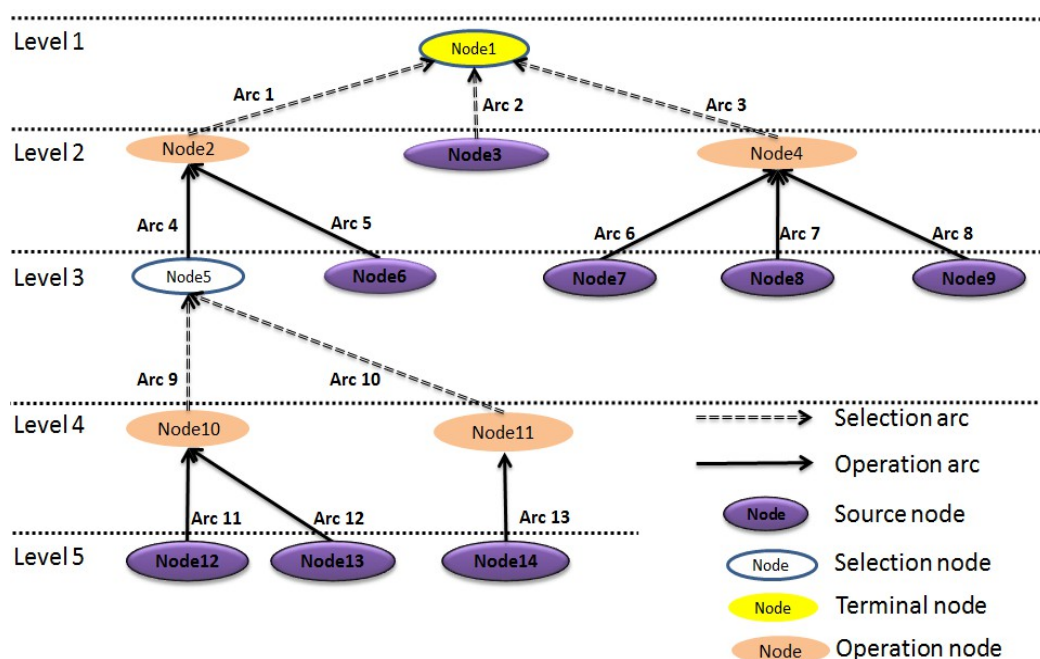 Level 1
Node1
Arc 1
Arc 2
Arc 3
Level 2
Node2
Node3
Node4
Arc 4
Arc 5
Arc 6
Arc 7
Arc 8
Level 3
Node5
Node6
Node7
Node8
Node9
Arc 9
Arc 10
Level 4
Node10
Node11
Selection arc
Operation arc
Arc 11
Arc 12
Arc 13
Node
Source node
Level 5
Node12
Node13
Node14
Node
Selection node
Node
Terminal node
Node
Operation node